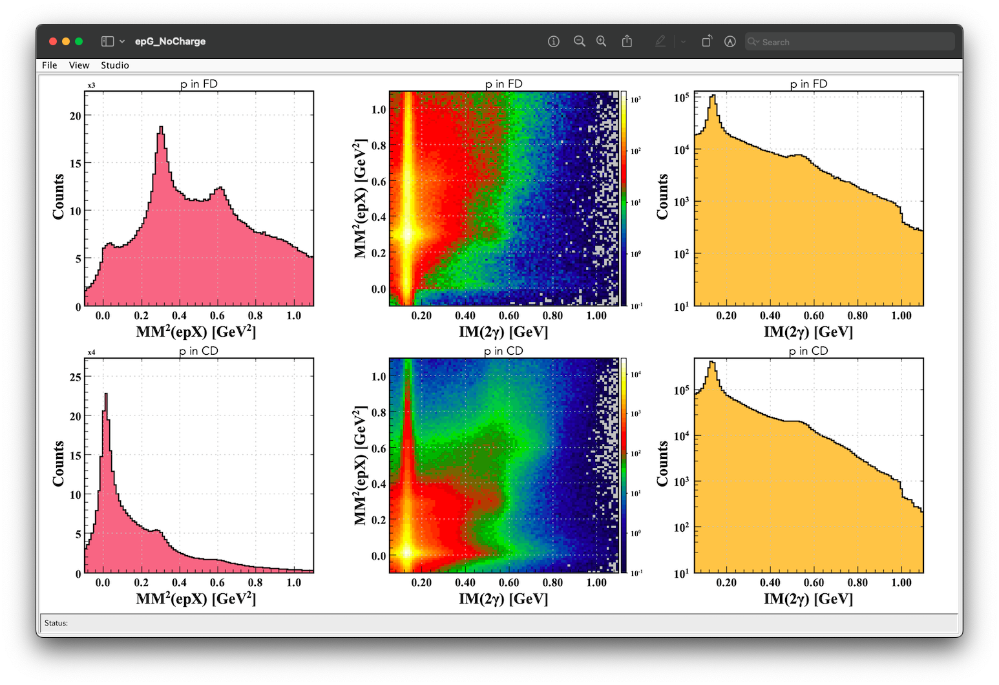 epG_NoCharge
Search
File View Studio
p in FD
x3
20
15
10
5
0
0.0 0.2 0.4 0.6 0.8 1.0
Counts
MM²(epX) [GeV²]
p in FD
1.0
0.8
0.6
0.4
0.2
0.0
0.20 0.40 0.60 0.80 1.00
MM²(epX) [GeV²]
IM(2γ) [GeV]
10³
10²
10¹
10⁰
10⁻¹
p in FD
10⁵
10⁴
10³
10²
10¹
0.20 0.40 0.60 0.80 1.00
Counts
IM(2γ) [GeV]
p in CD
x4
25
20
15
10
5
0
0.0 0.2 0.4 0.6 0.8 1.0
Counts
MM²(epX) [GeV²]
p in CD
1.0
0.8
0.6
0.4
0.2
0.0
0.20 0.40 0.60 0.80 1.00
MM²(epX) [GeV²]
IM(2γ) [GeV]
10⁴
10³
10²
10¹
10⁰
10⁻¹
p in CD
10⁵
10⁴
10³
10²
10¹
0.20 0.40 0.60 0.80 1.00
Counts
IM(2γ) [GeV]
Status: